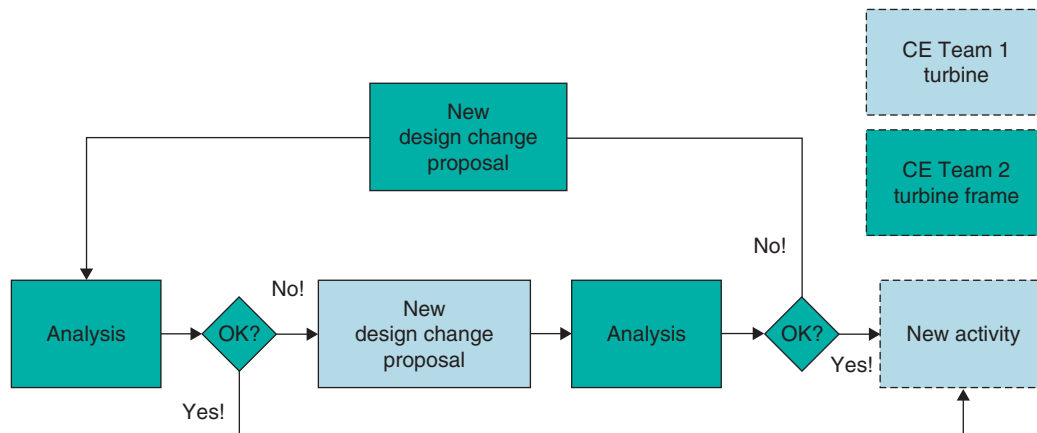 CE Team 1
turbine
New
design change
proposal
CE Team 2
turbine frame
No!
No!
Analysis
OK?
New
design change
proposal
Analysis
OK?
New activity
Yes!
Yes!